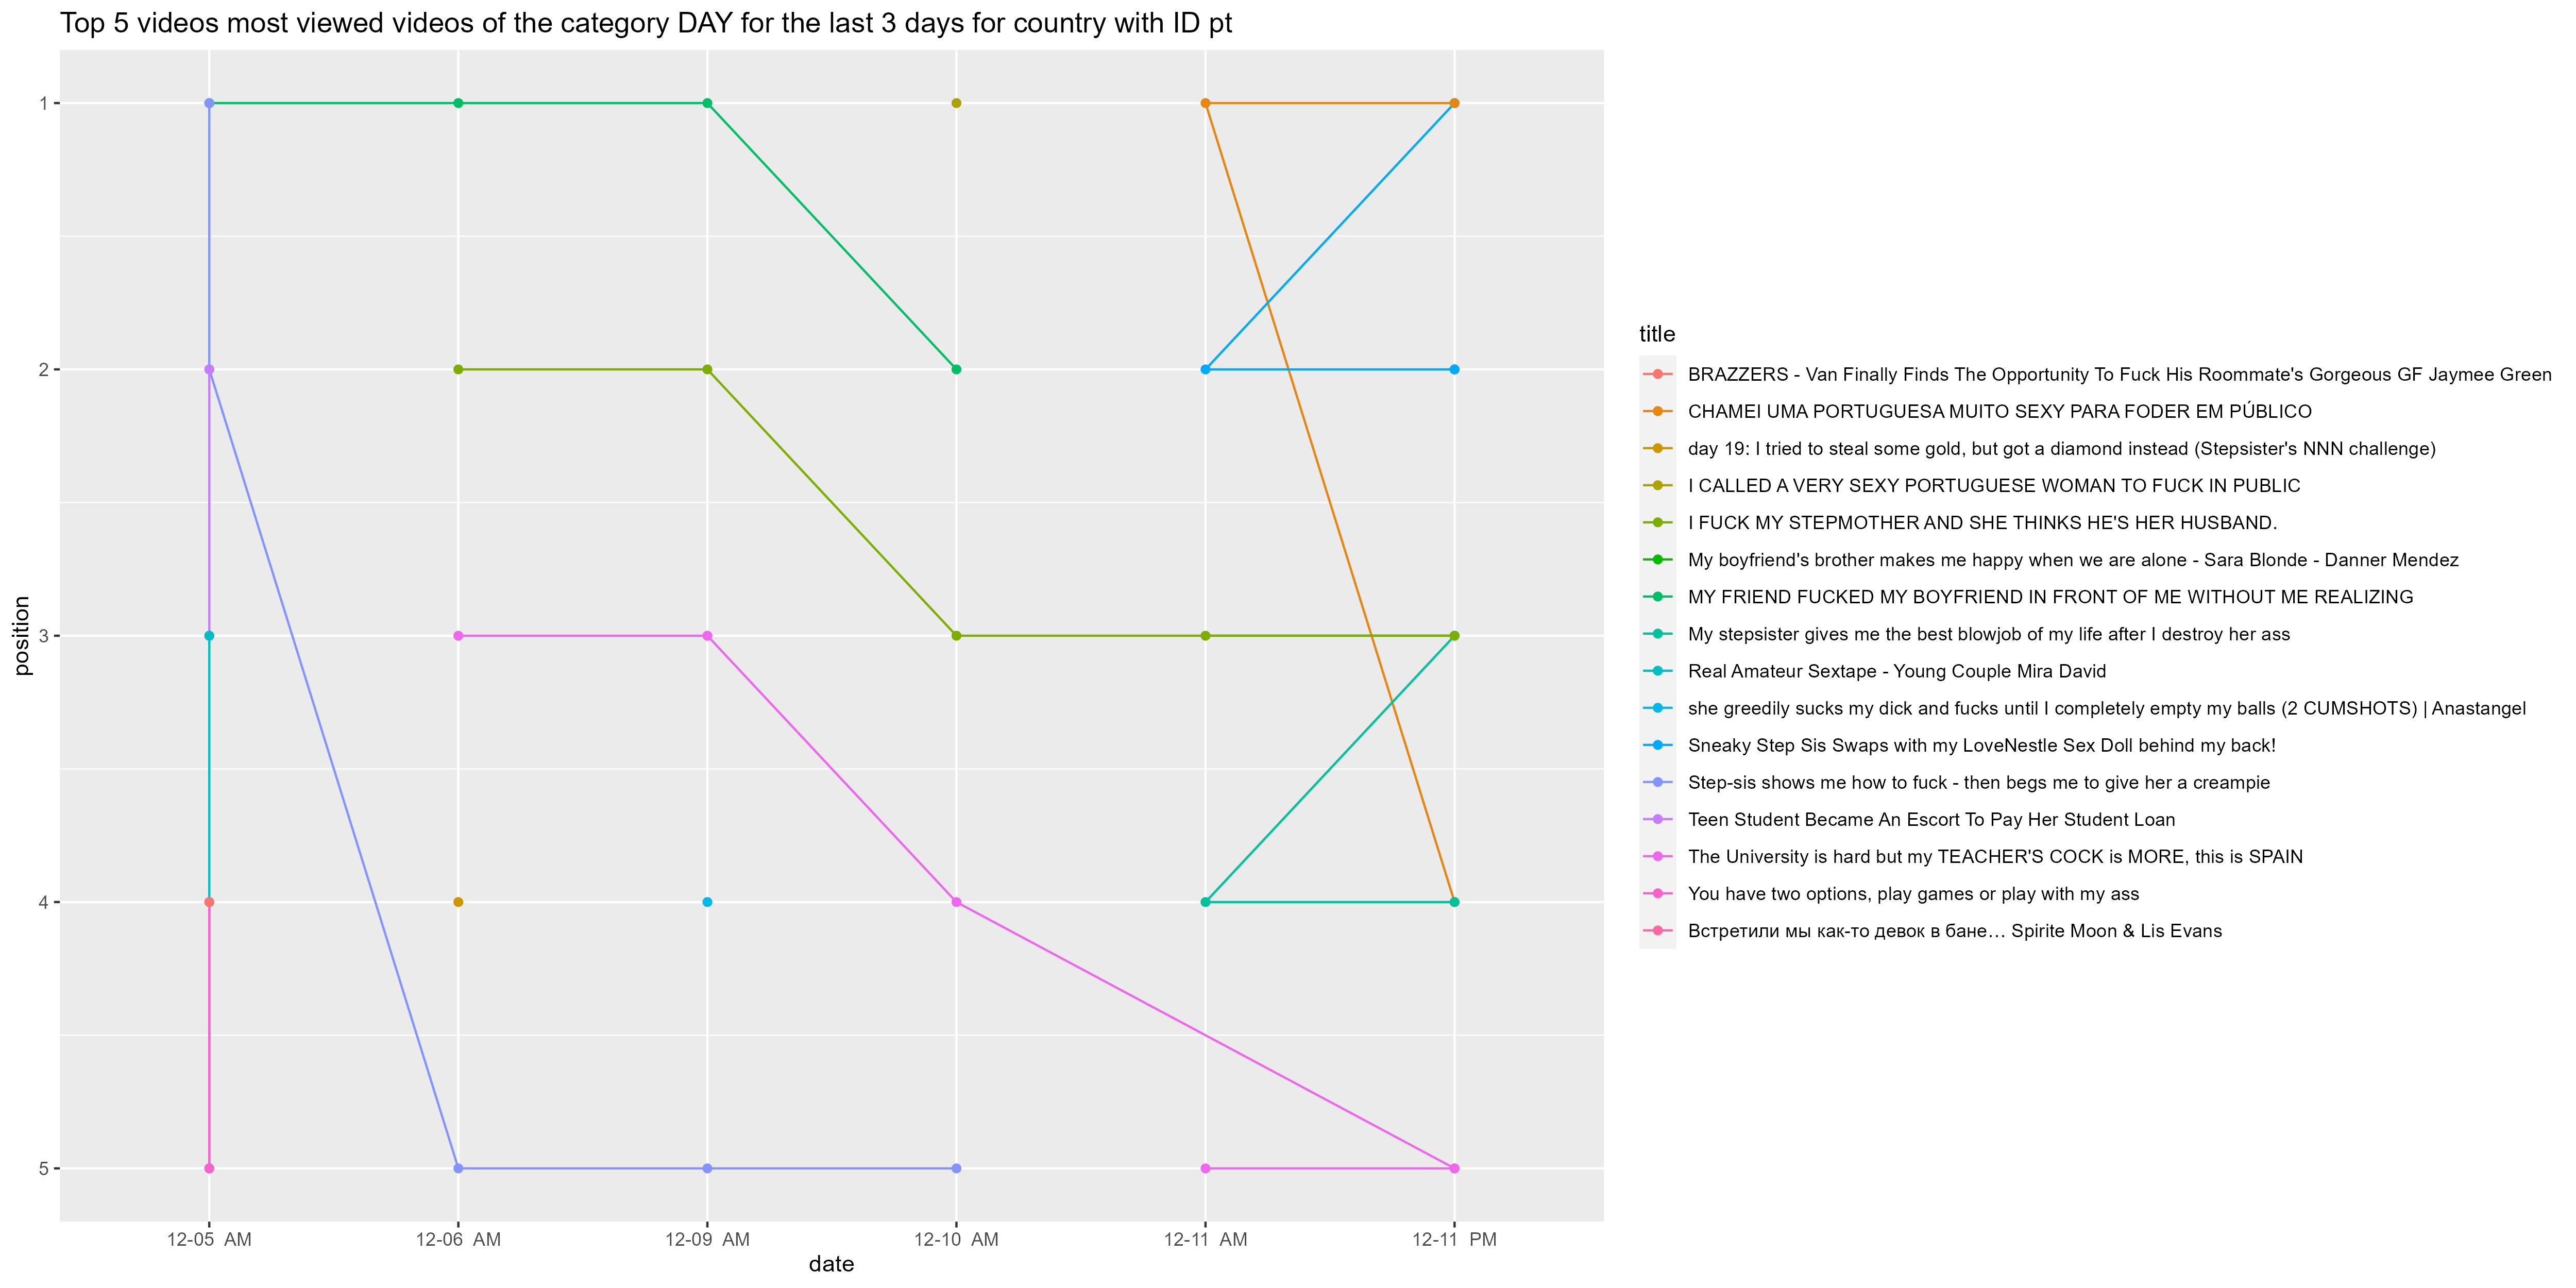 Top 5 videos most viewed videos of the category DAY for the last 3 days for country with ID pt
position
1
2
3
4
5
12-05 AM
12-06 AM
12-09 AM
12-10 AM
12-11 AM
12-11 PM
date
title
BRAZZERS - Van Finally Finds The Opportunity To Fuck His Roommate's Gorgeous GF Jaymee Green
CHAMEI UMA PORTUGUESA MUITO SEXY PARA FODER EM PÚBLICO
day 19: I tried to steal some gold, but got a diamond instead (Stepsister's NNN challenge)
I CALLED A VERY SEXY PORTUGUESE WOMAN TO FUCK IN PUBLIC
I FUCK MY STEPMOTHER AND SHE THINKS HE'S HER HUSBAND.
My boyfriend's brother makes me happy when we are alone - Sara Blonde - Danner Mendez
MY FRIEND FUCKED MY BOYFRIEND IN FRONT OF ME WITHOUT ME REALIZING
My stepsister gives me the best blowjob of my life after I destroy her ass
Real Amateur Sextape - Young Couple Mira David
she greedily sucks my dick and fucks until I completely empty my balls (2 CUMSHOTS) | Anastangel
Sneaky Step Sis Swaps with my LoveNestle Sex Doll behind my back!
Step-sis shows me how to fuck - then begs me to give her a creampie
Teen Student Became An Escort To Pay Her Student Loan
The University is hard but my TEACHER'S COCK is MORE, this is SPAIN
You have two options, play games or play with my ass
Встретили мы как-то девок в бане… Spirite Moon & Lis Evans